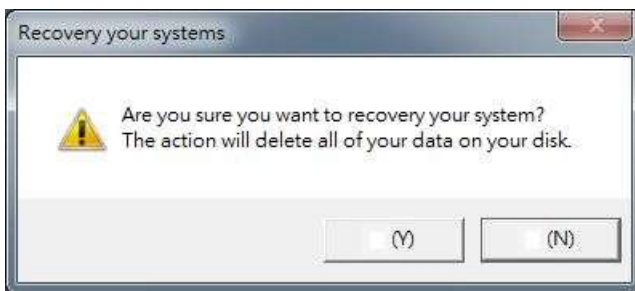 Recovery your systems
Are you sure you want to recovery your system?
The action will delete all of your data on your disk.
(Y)
(N)